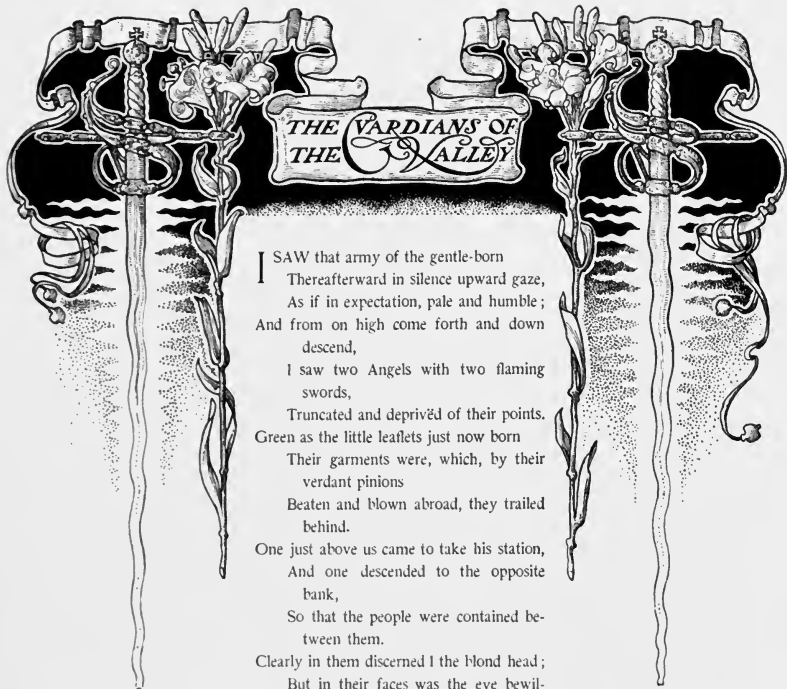 THE GVARDIANS OF
THE VALLEY
I SAW that army of the gentle-born
Thereafterward in silence upward gaze,
As if in expectation, pale and humble;
And from on high come forth and down
descend,
I saw two Angels with two flaming
swords,
Truncated and deprivëd of their points.
Green as the little leaflets just now born
Their garments were, which, by their
verdant pinions
Beaten and blown abroad, they trailed
behind.
One just above us came to take his station,
And one descended to the opposite
bank,
So that the people were contained be-
tween them.
Clearly in them discerned I the blond head;
But in their faces was the eye bewil-